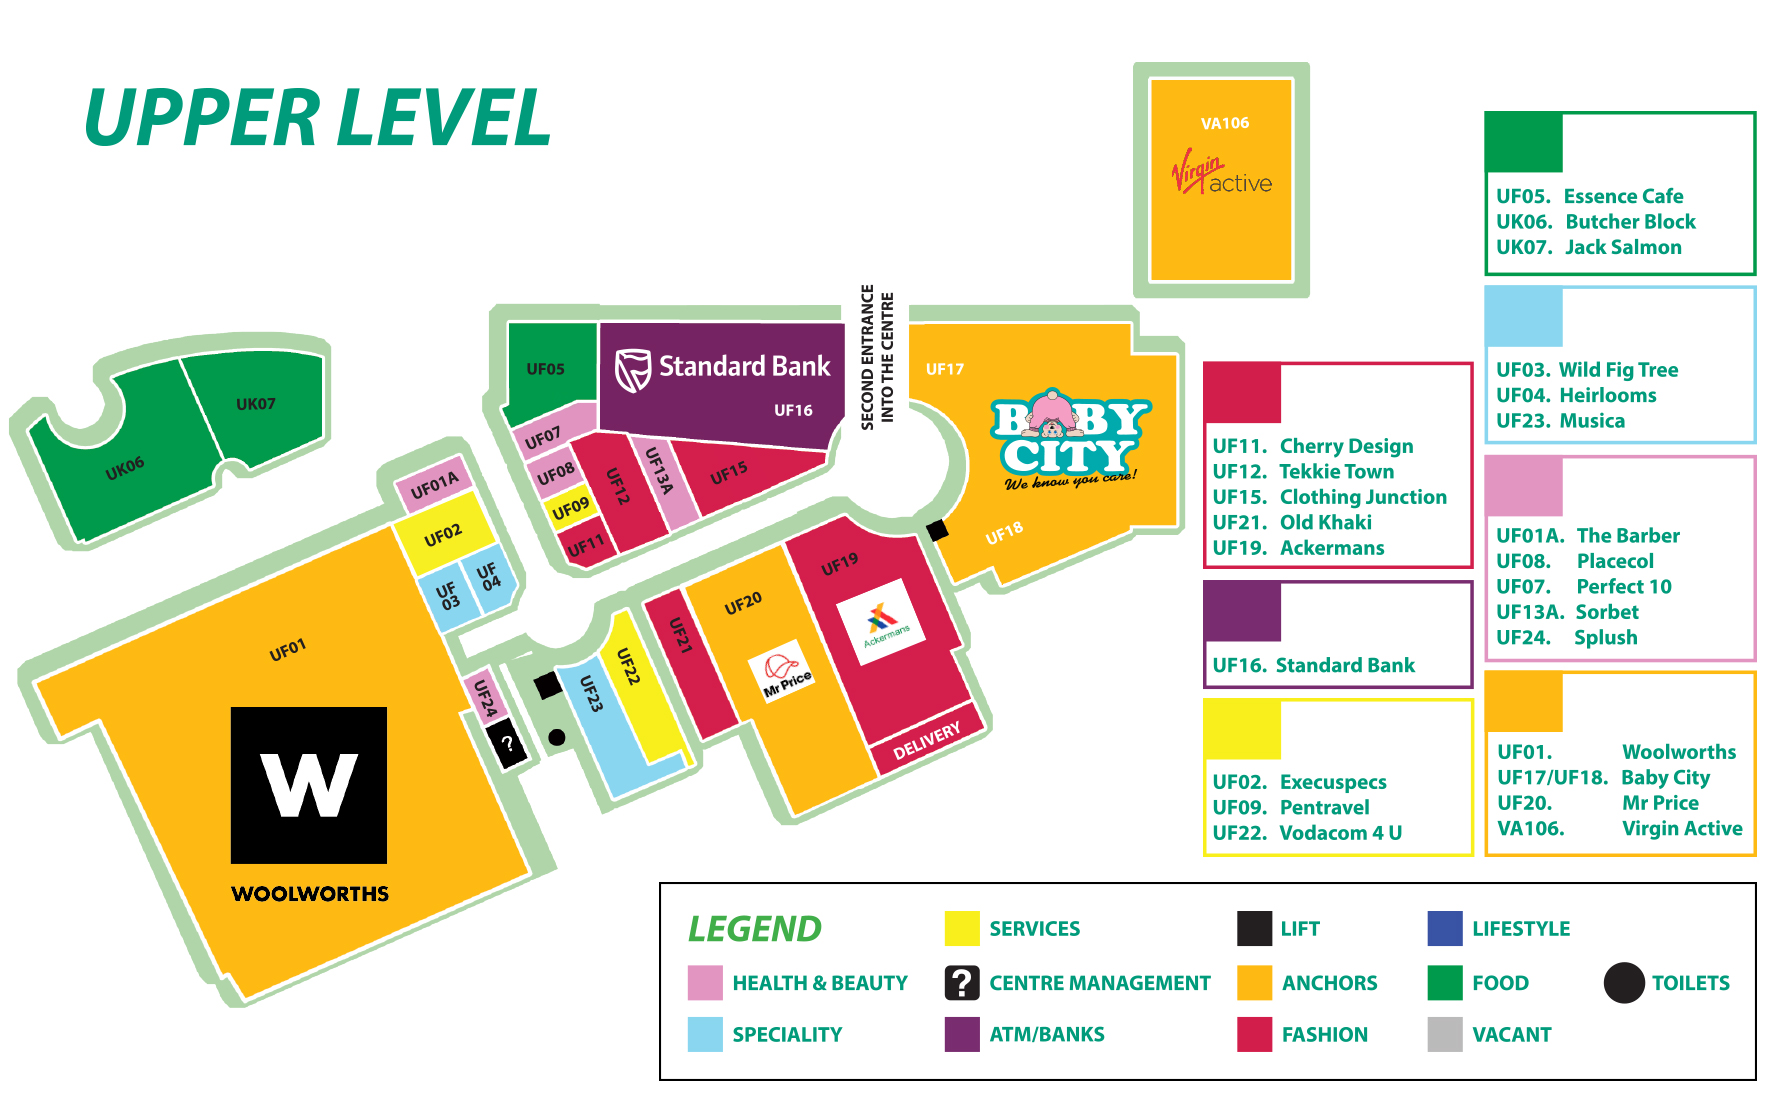 UPPER LEVEL
VA106
Virgin
active
SECOND ENTRANCE
INTO THE CENTRE
UF05
Standard Bank
UF16
UF17
BABY
CITY
We know you care!
UF18
UK07
UK06
UF07
UF08
UF09
UF11
UF12
UF13A
UF15
UF01A
UF02
UF
03
UF
04
UF01
W
WOOLWORTHS
UF24
?
UF23
UF22
UF21
UF20
Mr Price
UF19
Ackermans
DELIVERY
UF05. Essence Cafe
UK06. Butcher Block
UK07. Jack Salmon
UF03. Wild Fig Tree
UF04. Heirlooms
UF23. Musica
UF11. Cherry Design
UF12. Tekkie Town
UF15. Clothing Junction
UF21. Old Khaki
UF19. Ackermans
UF01A. The Barber
UF08. Placecol
UF07. Perfect 10
UF13A. Sorbet
UF24. Splush
UF16. Standard Bank
UF02. Execuspecs
UF09. Pentravel
UF22. Vodacom 4 U
UF01. Woolworths
UF17/UF18. Baby City
UF20. Mr Price
VA106. Virgin Active
LEGEND
SERVICES
LIFT
LIFESTYLE
HEALTH & BEAUTY
? CENTRE MANAGEMENT
ANCHORS
FOOD
TOILETS
SPECIALITY
ATM/BANKS
FASHION
VACANT